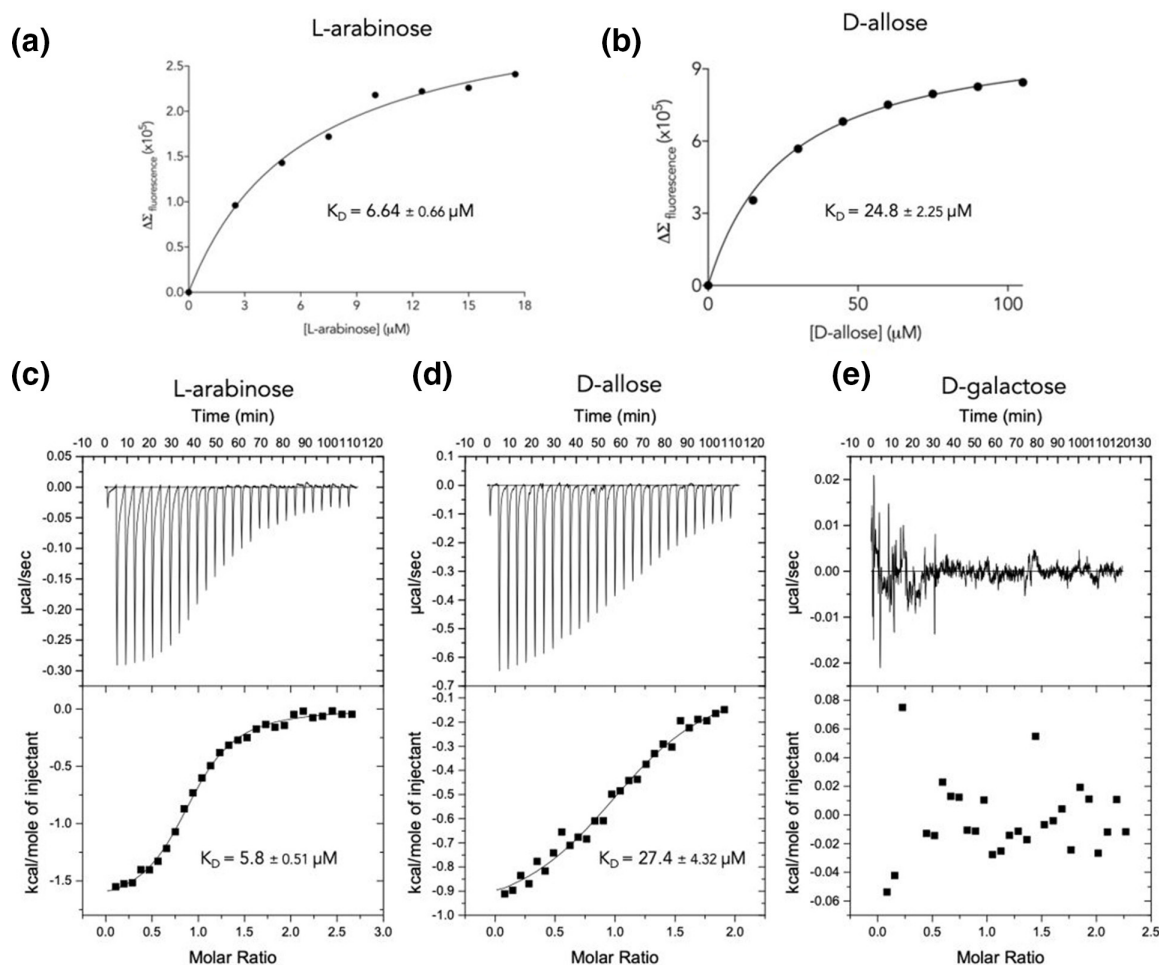 (a)
L-arabinose
2.5
2.0
1.5
1.0
0.5
0.0
ΔΣ fluorescence (x10⁵)
K_D = 6.64 ± 0.66 µM
0 3 6 9 12 15 18
[L-arabinose] (µM)
(b)
D-allose
9
6
3
0
ΔΣ fluorescence (x10⁵)
K_D = 24.8 ± 2.25 µM
0 50 100
[D-allose] (µM)
(c)
L-arabinose
Time (min)
-10 0 10 20 30 40 50 60 70 80 90 100 110 120
0.05
0.00
-0.05
-0.10
-0.15
-0.20
-0.25
-0.30
µcal/sec
0.0
-0.5
-1.0
-1.5
kcal/mole of injectant
K_D = 5.8 ± 0.51 µM
0.0 0.5 1.0 1.5 2.0 2.5 3.0
Molar Ratio
(d)
D-allose
Time (min)
-10 0 10 20 30 40 50 60 70 80 90 100 110 120
0.1
0.0
-0.1
-0.2
-0.3
-0.4
-0.5
-0.6
-0.7
µcal/sec
-0.1
-0.2
-0.3
-0.4
-0.5
-0.6
-0.7
-0.8
-0.9
-1.0
kcal/mole of injectant
K_D = 27.4 ± 4.32 µM
0.0 0.5 1.0 1.5 2.0
Molar Ratio
(e)
D-galactose
Time (min)
-10 0 10 20 30 40 50 60 70 80 90 100 110 120 130
0.02
0.01
0.00
-0.01
-0.02
µcal/sec
0.08
0.06
0.04
0.02
0.00
-0.02
-0.04
-0.06
kcal/mole of injectant
0.0 0.5 1.0 1.5 2.0 2.5
Molar Ratio